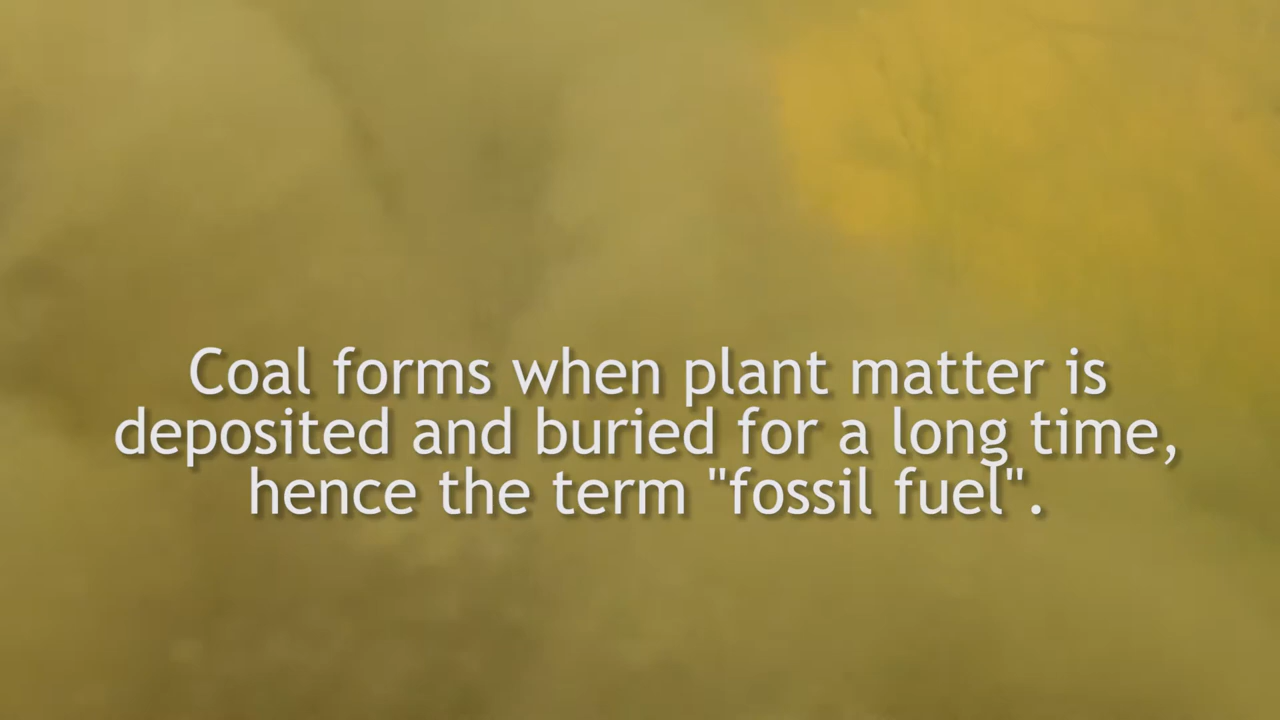 Coal forms when plant matter is
deposited and buried for a long time,
hence the term "fossil fuel".